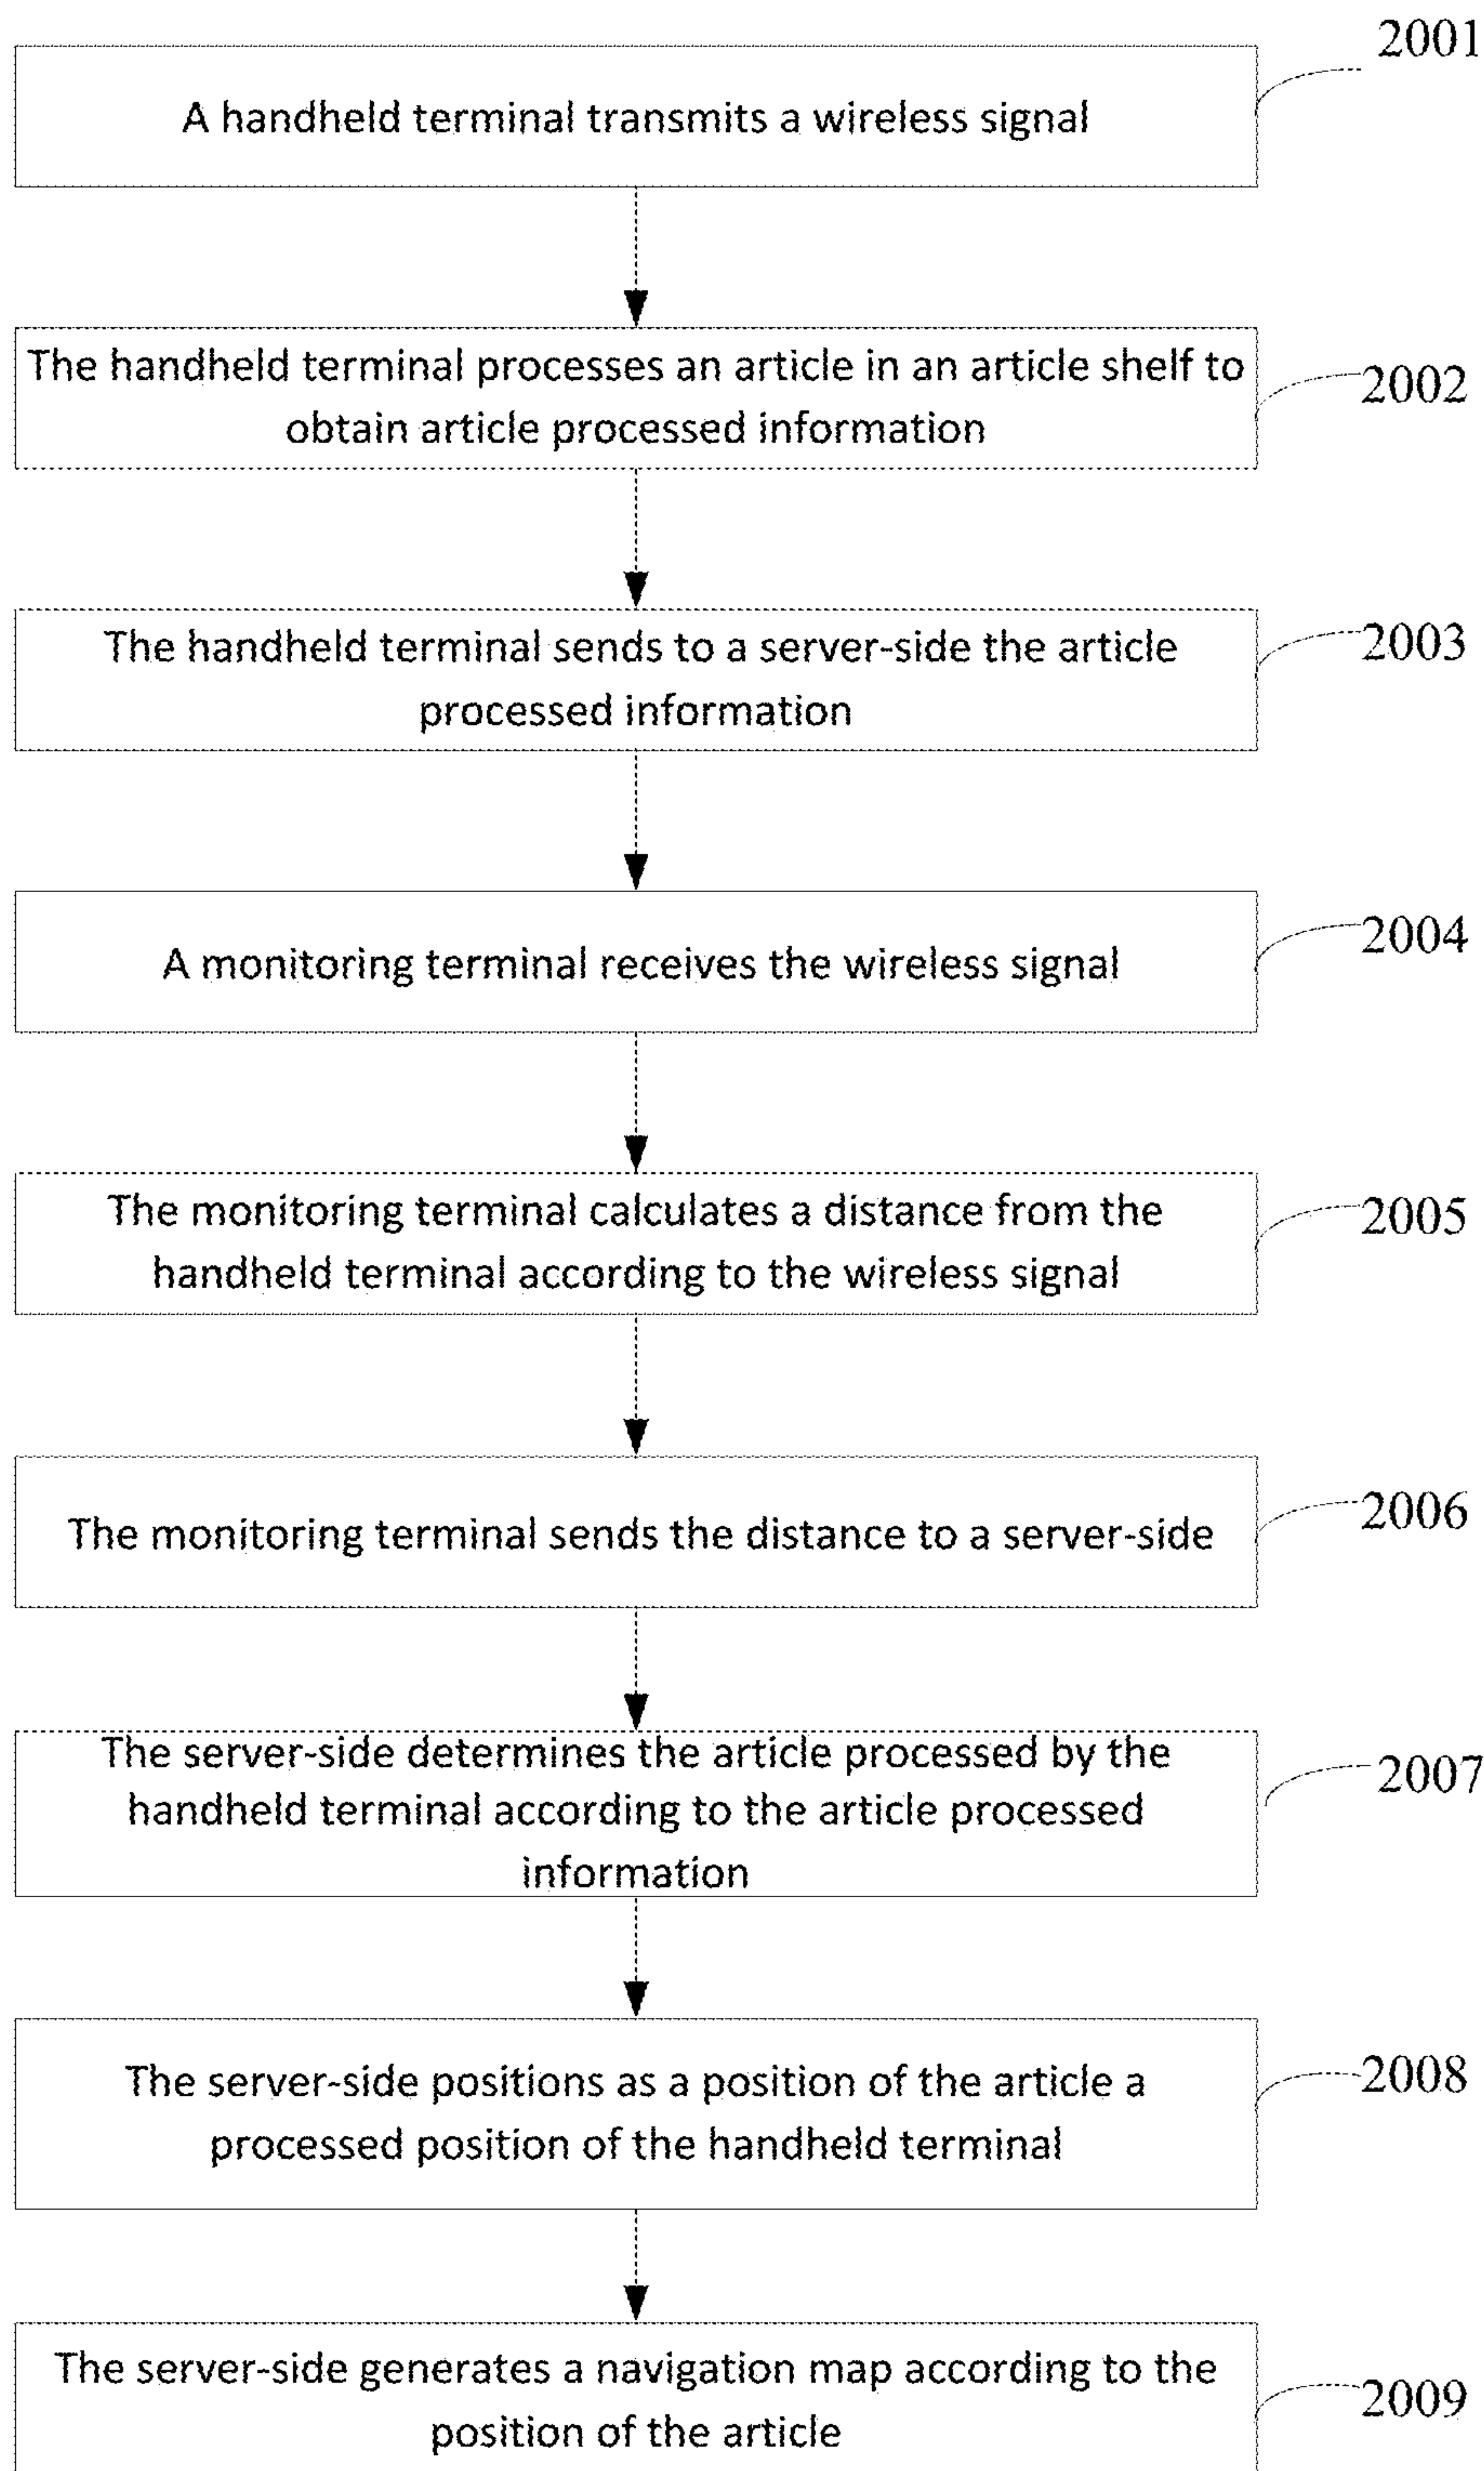 2001
A handheld terminal transmits a wireless signal
The handheld terminal processes an article in an article shelf to
obtain article processed information
2002
The handheld terminal sends to a server-side the article
processed information
2003
A monitoring terminal receives the wireless signal
2004
The monitoring terminal calculates a distance from the
handheld terminal according to the wireless signal
2005
The monitoring terminal sends the distance to a server-side
2006
The server-side determines the article processed by the
handheld terminal according to the article processed
information
2007
The server-side positions as a position of the article a
processed position of the handheld terminal
2008
The server-side generates a navigation map according to the
position of the article
2009